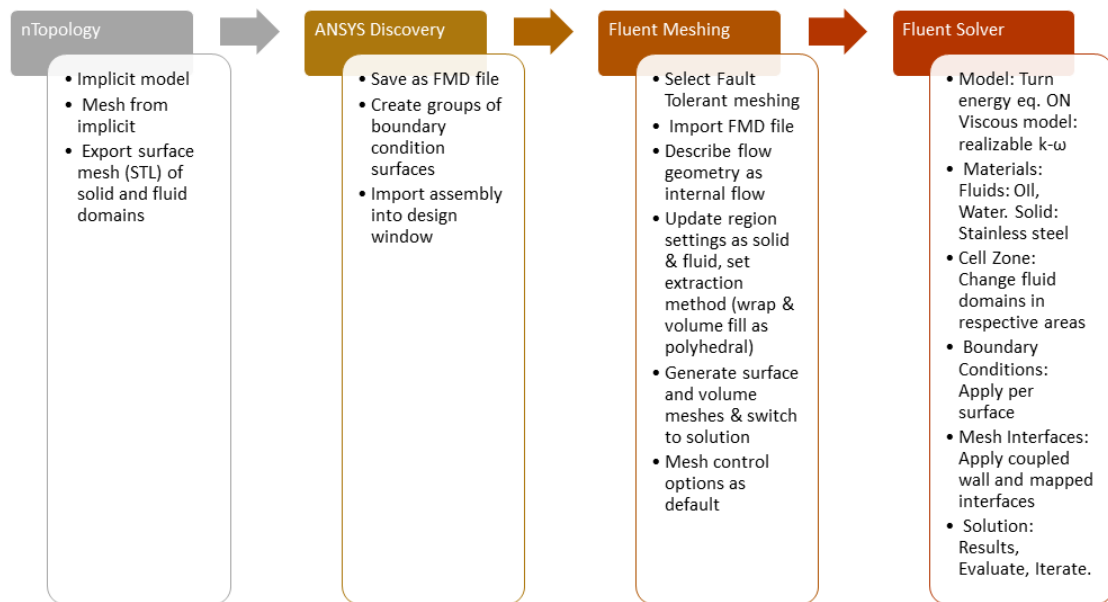 nTopology
• Implicit model
• Mesh from
implicit
• Export surface
mesh (STL) of
solid and fluid
domains
ANSYS Discovery
• Save as FMD file
• Create groups of
boundary
condition
surfaces
• Import assembly
into design
window
Fluent Meshing
• Select Fault
Tolerant meshing
• Import FMD file
• Describe flow
geometry as
internal flow
• Update region
settings as solid
& fluid, set
extraction
method (wrap &
volume fill as
polyhedral)
• Generate surface
and volume
meshes & switch
to solution
• Mesh control
options as
default
Fluent Solver
• Model: Turn
energy eq. ON
Viscous model:
realizable k-ω
• Materials:
Fluids: OIl,
Water. Solid:
Stainless steel
• Cell Zone:
Change fluid
domains in
respective areas
• Boundary
Conditions:
Apply per
surface
• Mesh Interfaces:
Apply coupled
wall and mapped
interfaces
• Solution:
Results,
Evaluate, Iterate.